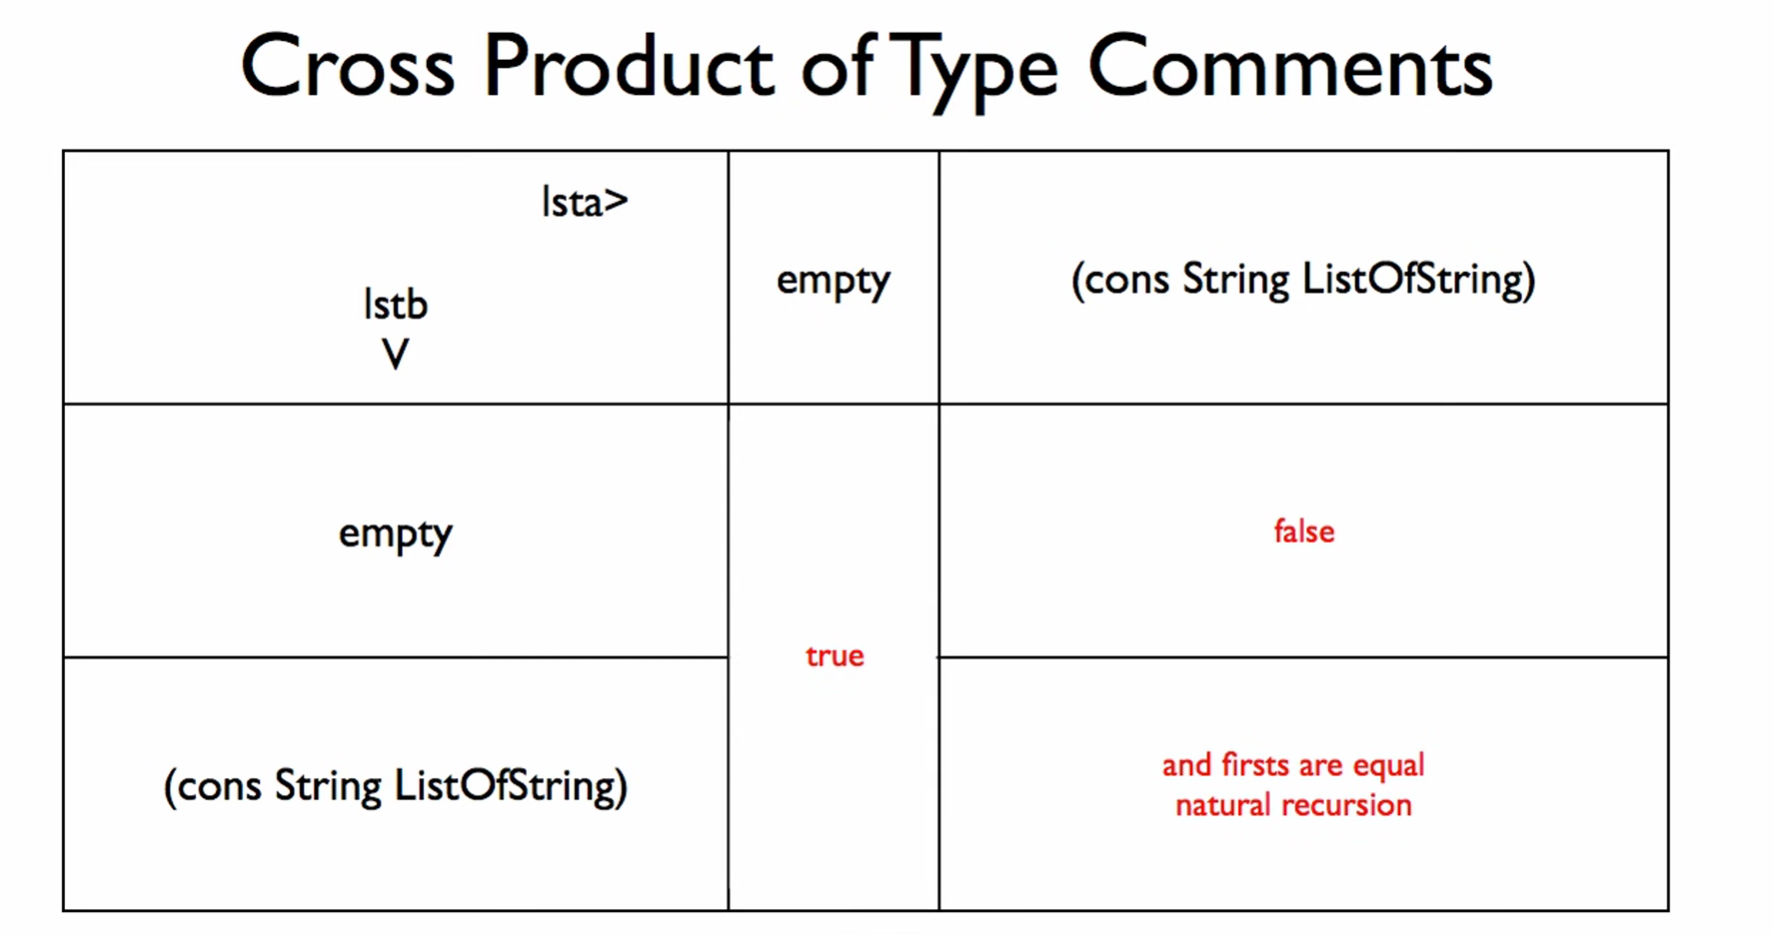 Cross Product of Type Comments
lsta>
lstb
V
empty
(cons String ListOfString)
empty
false
true
(cons String ListOfString)
and firsts are equal
natural recursion